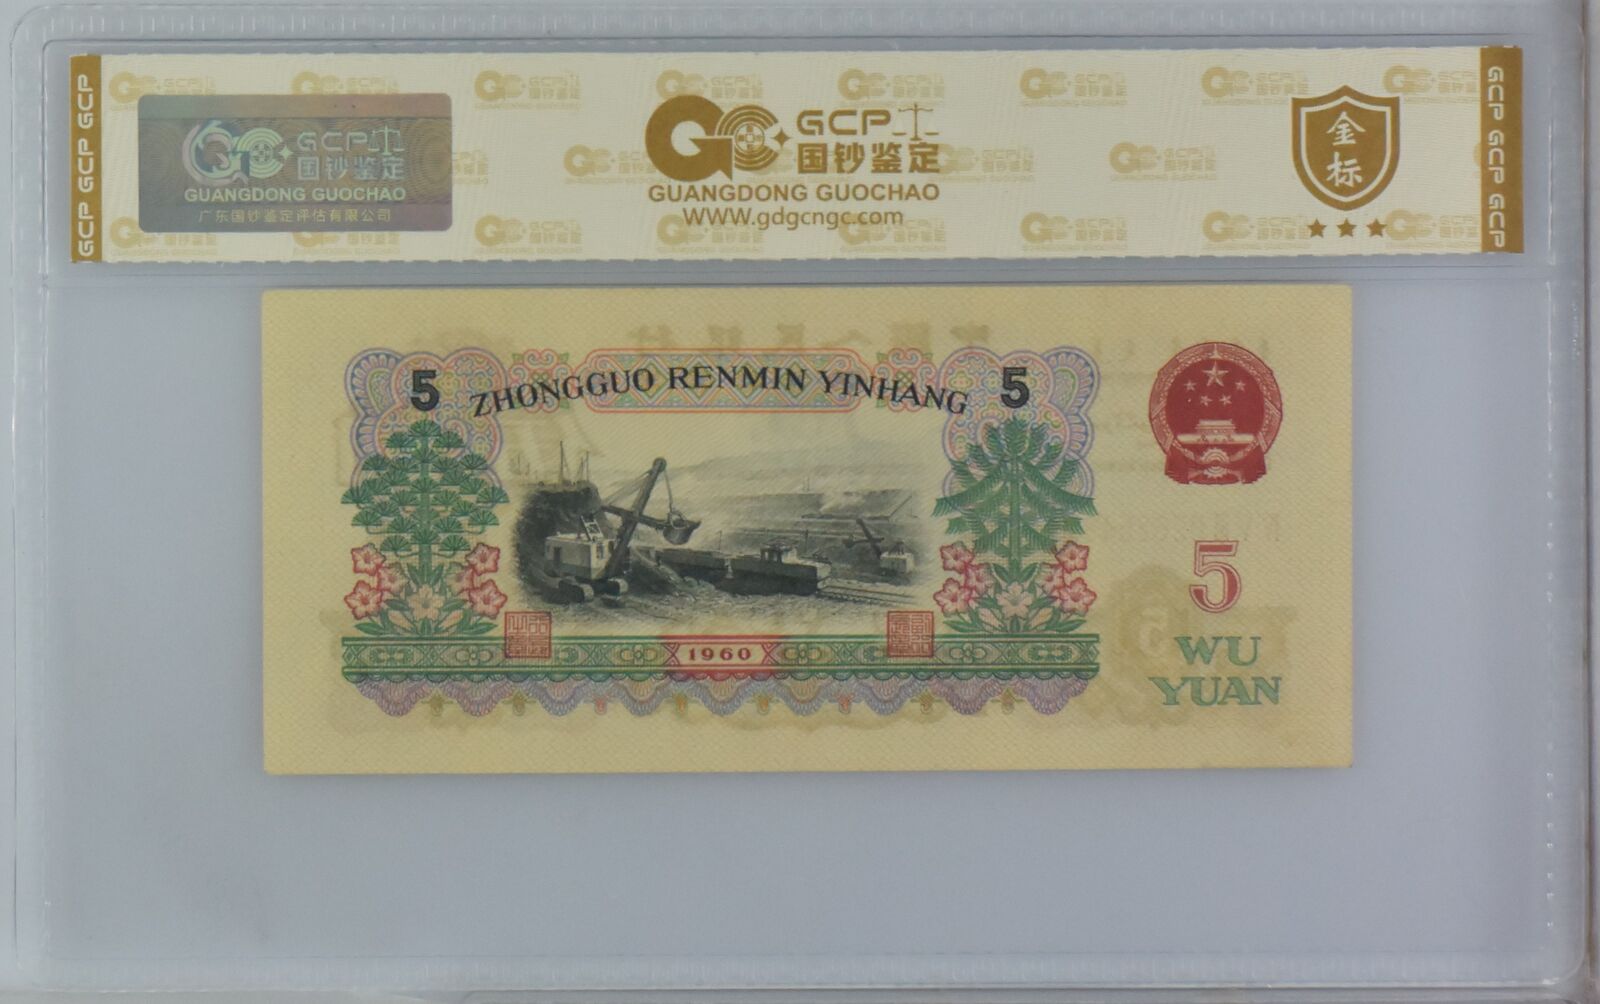 GCP GCP GCP
GCP
国钞鉴定
GUANGDONG GUOCHAO
广东国钞鉴定评估有限公司
GCP
国钞鉴定
GUANGDONG GUOCHAO
WWW.gdgcngc.com
金
标
GCP GCP GCP
5 ZHONGGUO RENMIN YINHANG 5
5
WU
YUAN
1960